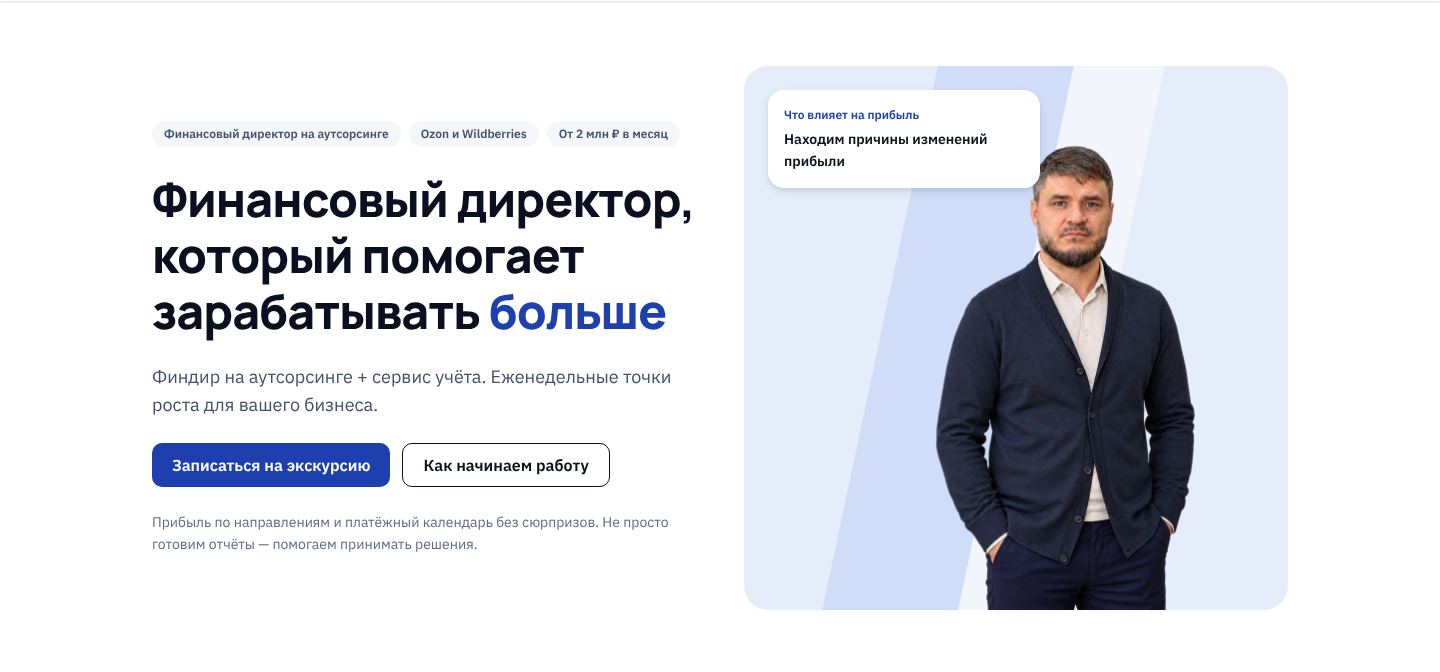 Финансовый директор на аутсорсинге
Ozon и Wildberries
От 2 млн ₽ в месяц
Финансовый директор,
который помогает
зарабатывать больше
Финдир на аутсорсинге + сервис учёта. Еженедельные точки
роста для вашего бизнеса.
Записаться на экскурсию
Как начинаем работу
Прибыль по направлениям и платёжный календарь без сюрпризов. Не просто
готовим отчёты — помогаем принимать решения.
Что влияет на прибыль
Находим причины изменений
прибыли